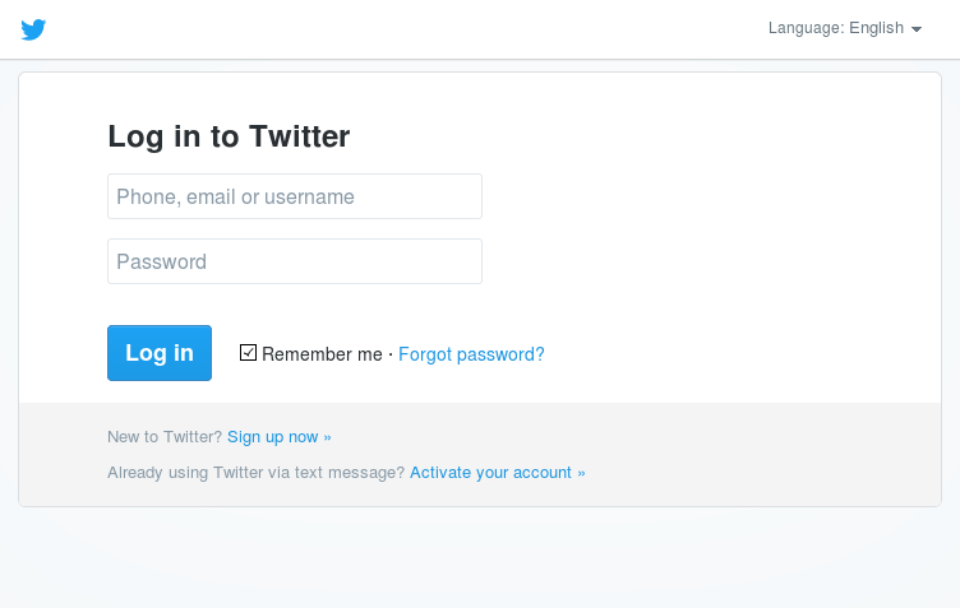 Language: English
Log in to Twitter
Phone, email or username
Password
Log in Remember me · Forgot password?
New to Twitter? Sign up now »
Already using Twitter via text message? Activate your account »